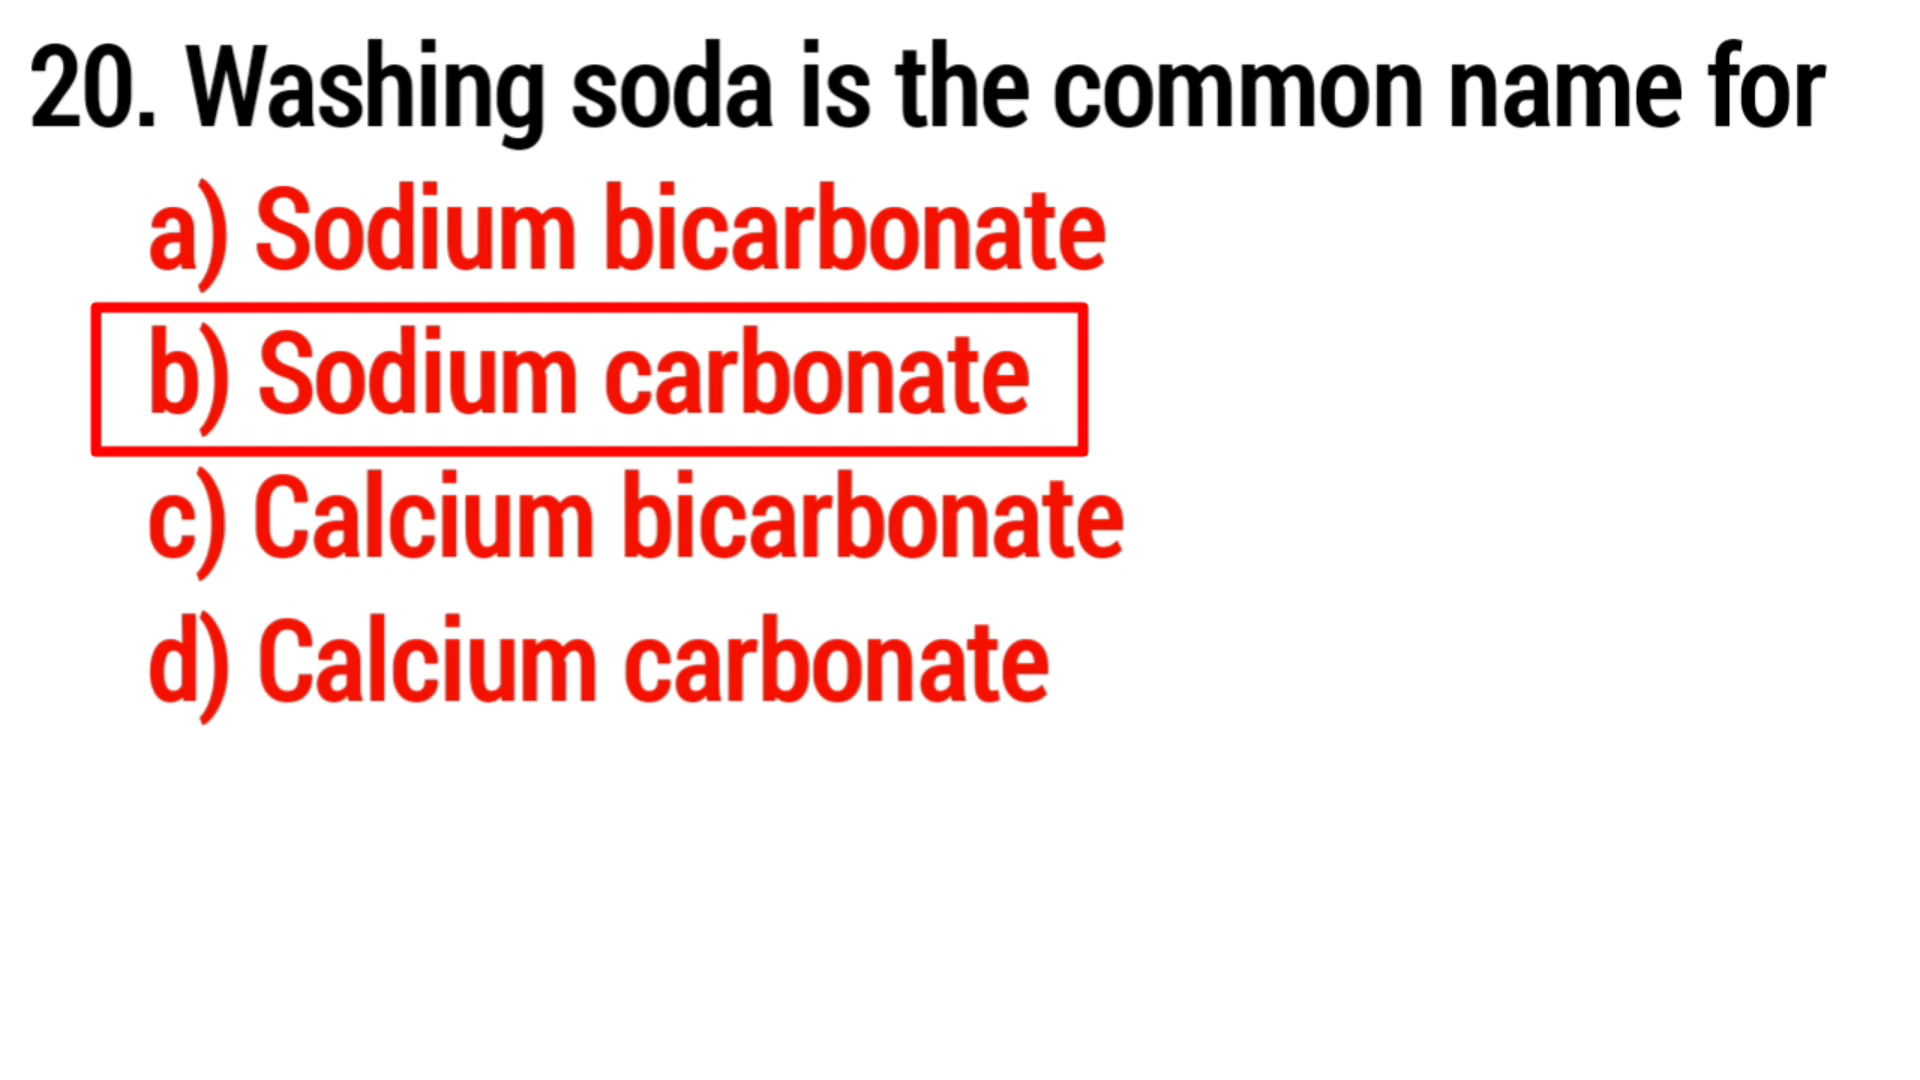 20. Washing soda is the common name for
a) Sodium bicarbonate
b) Sodium carbonate
c) Calcium bicarbonate
d) Calcium carbonate